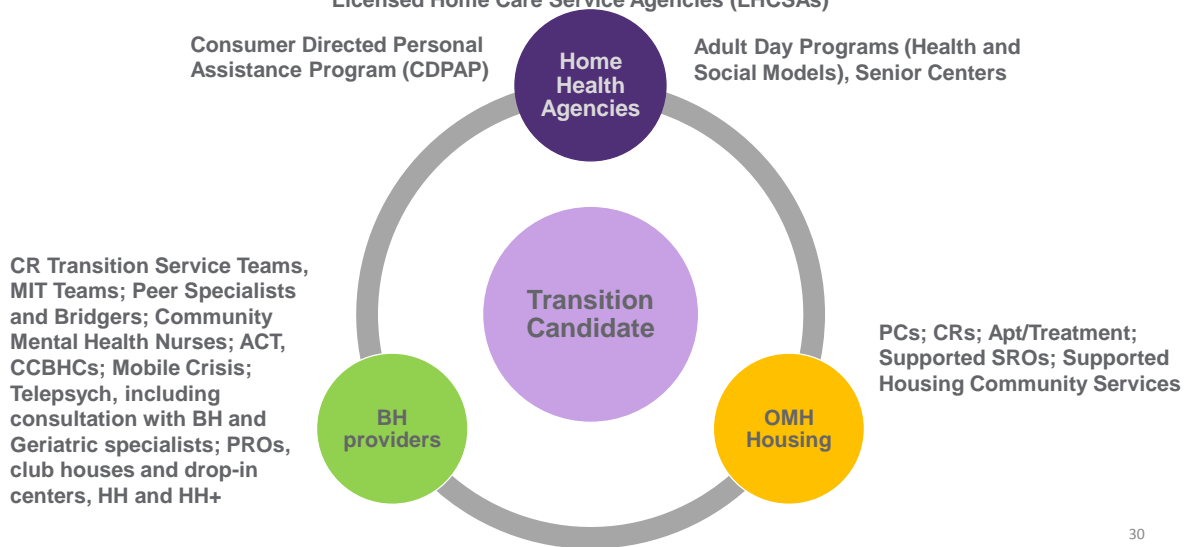 Licensed Home Care Service Agencies (LHCSAs)
Consumer Directed Personal
Assistance Program (CDPAP)
Home
Health
Agencies
Adult Day Programs (Health and
Social Models), Senior Centers
CR Transition Service Teams,
MIT Teams; Peer Specialists
and Bridgers; Community
Mental Health Nurses; ACT,
CCBHCs; Mobile Crisis;
Telepsych, including
consultation with BH and
Geriatric specialists; PROs,
club houses and drop-in
centers, HH and HH+
Transition
Candidate
PCs; CRs; Apt/Treatment;
Supported SROs; Supported
Housing Community Services
BH
providers
OMH
Housing
30